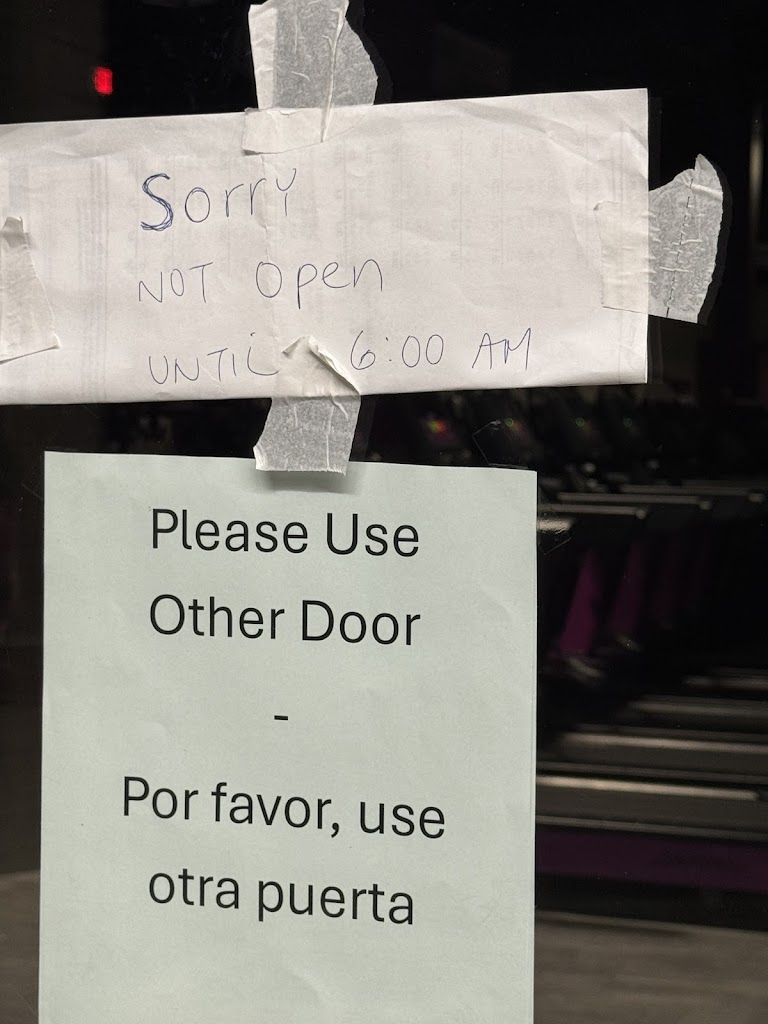 Sorry
NOT Open
UNTIL 6:00 AM
Please Use
Other Door
-
Por favor, use
otra puerta